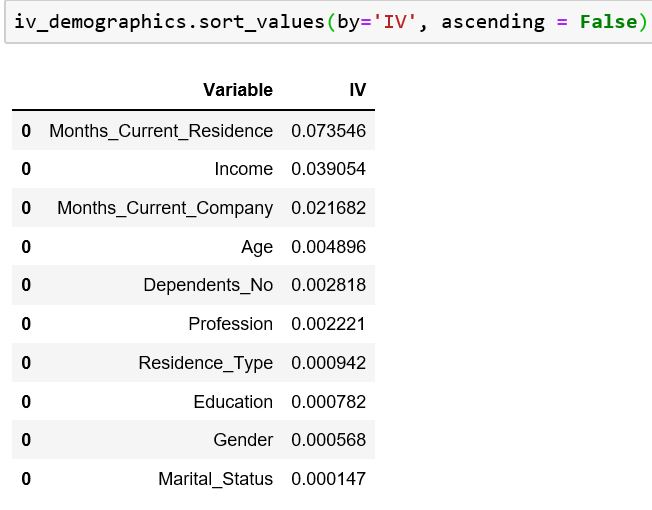 iv_demographics.sort_values(by='IV', ascending = False)
Variable IV
0 Months_Current_Residence 0.073546
0 Income 0.039054
0 Months_Current_Company 0.021682
0 Age 0.004896
0 Dependents_No 0.002818
0 Profession 0.002221
0 Residence_Type 0.000942
0 Education 0.000782
0 Gender 0.000568
0 Marital_Status 0.000147